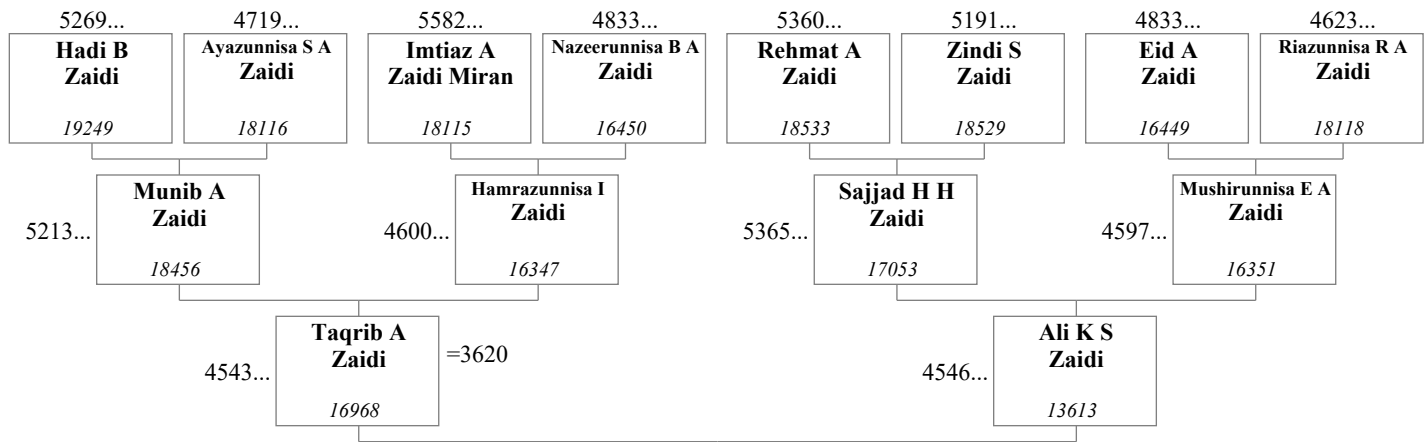 5269... 4719... 5582... 4833... 5360... 5191... 4833... 4623...
Hadi B Zaidi 19249
Ayazunnisa S A Zaidi 18116
Imtiaz A Zaidi Miran 18115
Nazeerunnisa B A Zaidi 16450
Rehmat A Zaidi 18533
Zindi S Zaidi 18529
Eid A Zaidi 16449
Riazunnisa R A Zaidi 18118
5213... Munib A Zaidi 18456
4600... Hamrazunnisa I Zaidi 16347
5365... Sajjad H H Zaidi 17053
4597... Mushirunnisa E A Zaidi 16351
4543... Taqrib A Zaidi 16968 =3620
4546... Ali K S Zaidi 13613